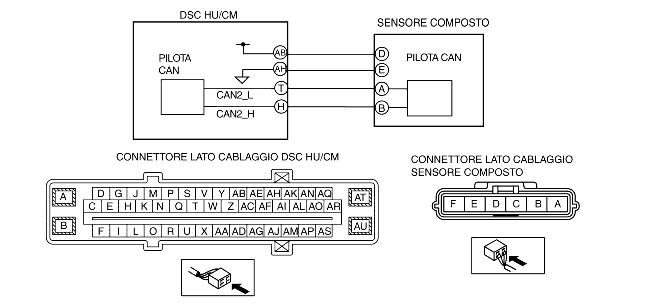 DSC HU/CM
SENSORE COMPOSTO
PILOTA
CAN
AB
AH
T
H
CAN2_L
CAN2_H
D
E
A
B
PILOTA CAN
CONNETTORE LATO CABLAGGIO DSC HU/CM
A
B
D G J M P S V Y AB AE AH AK AN AQ
C E H K N Q T W Z AC AF AI AL AO AR
F I L O R U X AA AD AG AJ AM AP AS
AT
AU
CONNETTORE LATO CABLAGGIO
SENSORE COMPOSTO
F E D C B A